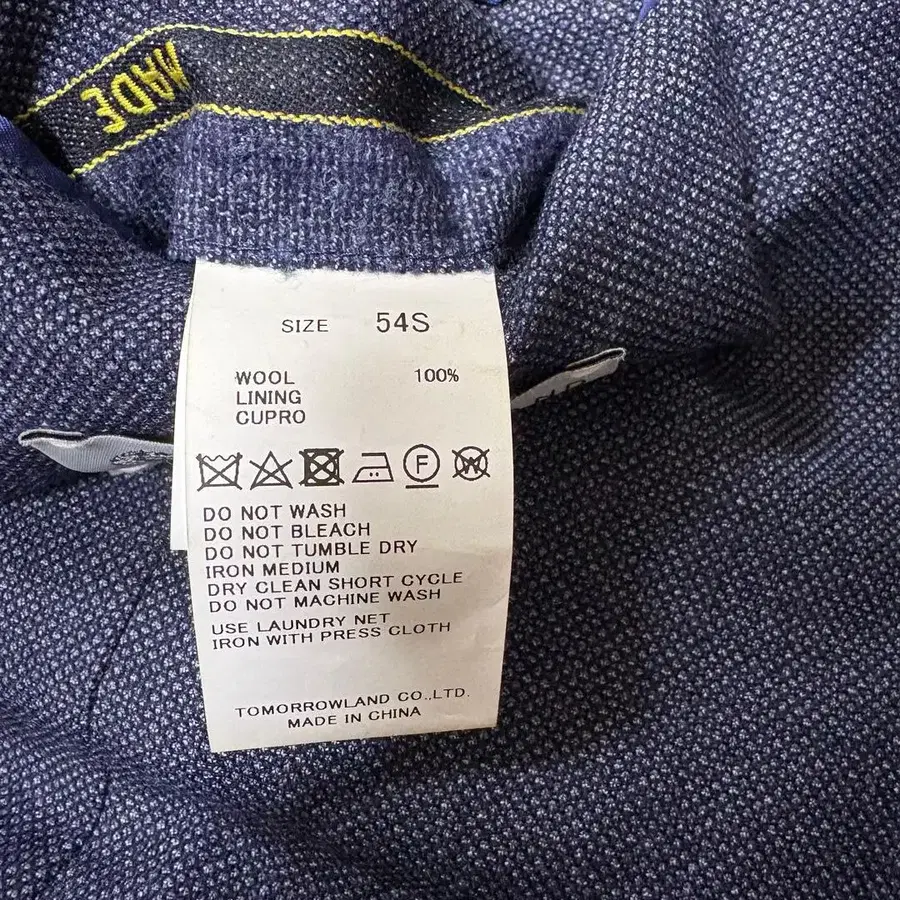 MADE
SIZE 54S
WOOL 100%
LINING
CUPRO
F W
DO NOT WASH
DO NOT BLEACH
DO NOT TUMBLE DRY
IRON MEDIUM
DRY CLEAN SHORT CYCLE
DO NOT MACHINE WASH
USE LAUNDRY NET
IRON WITH PRESS CLOTH
TOMORROWLAND CO.,LTD.
MADE IN CHINA